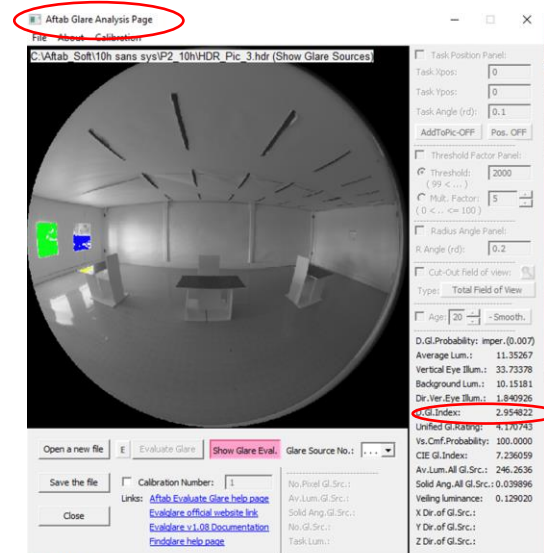 Aftab Glare Analysis Page
File About Calibration
C:\Aftab_Soft\10h sans sys\P2_10h\HDR_Pic_3.hdr (Show Glare Sources)
Task Position Panel:
Task Xpos: 0
Task Ypos: 0
Task Angle (rd): 0.1
AddToPic-OFF Pos. OFF
Threshold Factor Panel:
Threshold: 2000
( 99 < ... )
Mult. Factor: 5
( 0 < .. <= 100 )
Radius Angle Panel:
R Angle (rd): 0.2
Cut-Out field of view:
Type: Total Field of View
Age: 20 -Smooth.
D.Gl.Probability: imper.(0.007)
Average Lum.: 11.35267
Vertical Eye Illum.: 33.73378
Background Lum.: 10.15181
Dir.Ver.Eye Illum.: 1.840926
D.Gl.Index: 2.954822
Unified Gl.Rating: 4.170743
Vs.Cmf.Probability: 100.0000
CIE Gl.Index: 7.236059
Av.Lum.All Gl.Src.: 246.2636
Solid Ang.All Gl.Src.: 0.039896
Veiling luminance: 0.129020
X Dir.of Gl.Src.:
Y Dir.of Gl.Src.:
Z Dir.of Gl.Src.:
Open a new file E Evaluate Glare Show Glare Eval. Glare Source No.: ...
Save the file Calibration Number: 1
Close
Links: Aftab Evaluate Glare help page
Evalglare official website link
Evalglare v1.08 Documentation
Findglare help page
No.Pixel Gl.Src.:
Av.Lum.Gl.Src.:
Solid Ang.Gl.Src.:
No.Gl.Src.:
Task Lum.: